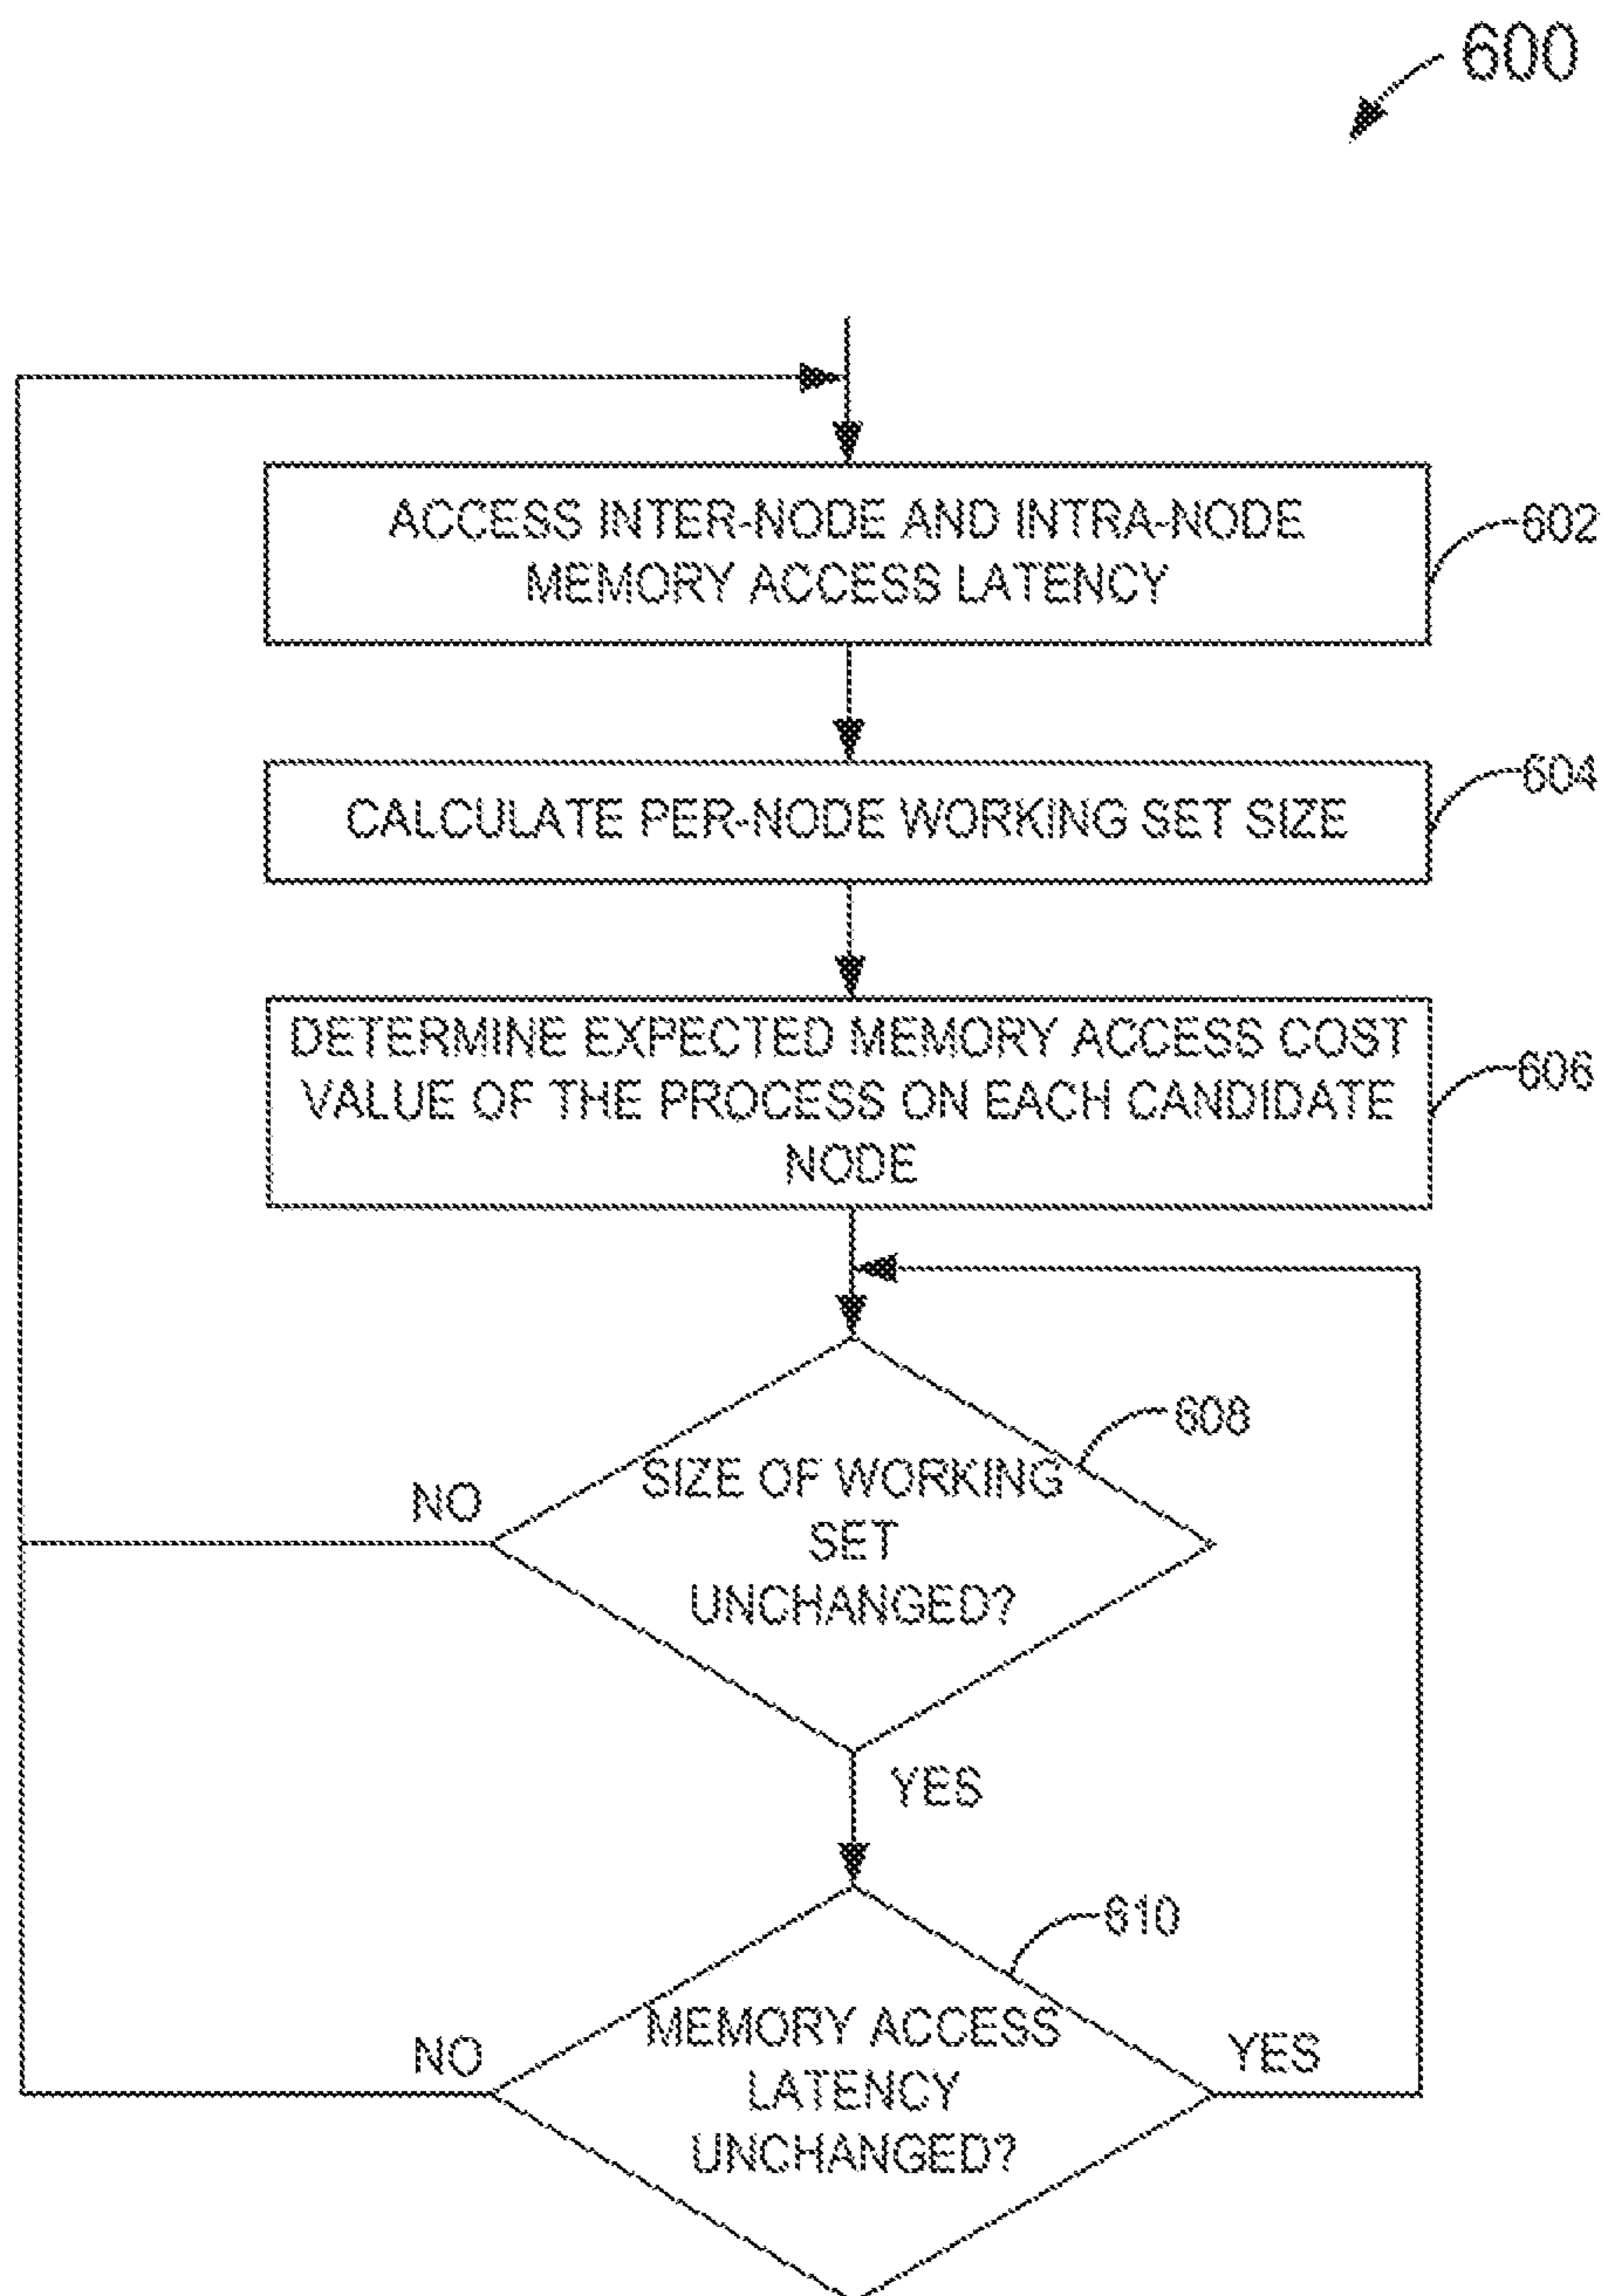 600
ACCESS INTER-NODE AND INTRA-NODE
MEMORY ACCESS LATENCY
602
CALCULATE PER-NODE WORKING SET SIZE
604
DETERMINE EXPECTED MEMORY ACCESS COST
VALUE OF THE PROCESS ON EACH CANDIDATE
NODE
606
608
SIZE OF WORKING
SET
UNCHANGED?
NO
YES
610
MEMORY ACCESS
LATENCY
UNCHANGED?
NO
YES